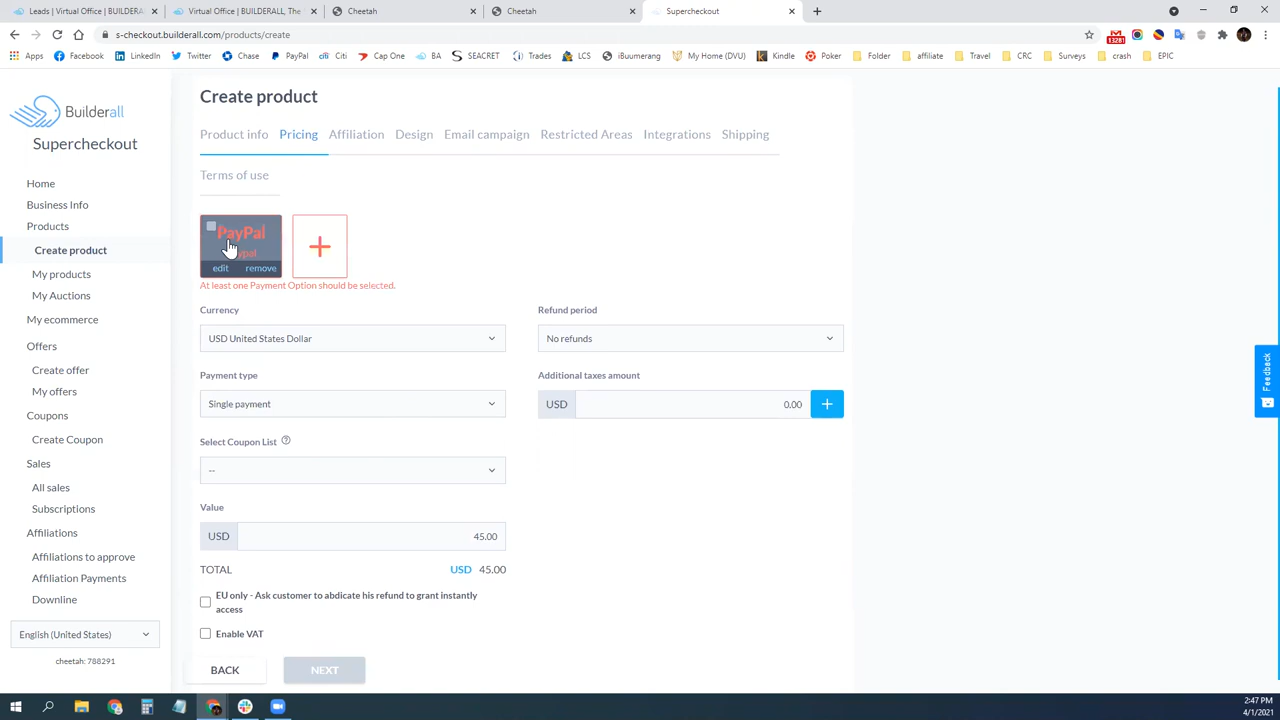 Leads | Virtual Office | BUILDERA
Virtual Office | BUILDERALL, The
Cheetah
Cheetah
Supercheckout
s-checkout.builderall.com/products/create
13281
Apps
Facebook
LinkedIn
Twitter
Chase
PayPal
Citi
Cap One
BA
SEACRET
Trades
LCS
iBuumerang
My Home (DVU)
Kindle
Poker
Folder
affiliate
Travel
CRC
Surveys
crash
EPIC
Builderall
Supercheckout
Home
Business Info
Products
Create product
My products
My Auctions
My ecommerce
Offers
Create offer
My offers
Coupons
Create Coupon
Sales
All sales
Subscriptions
Affiliations
Affiliations to approve
Affiliation Payments
Downline
English (United States)
cheetah: 788291
Create product
Product info
Pricing
Affiliation
Design
Email campaign
Restricted Areas
Integrations
Shipping
Terms of use
PayPal
edit
remove
+
At least one Payment Option should be selected.
Currency
Refund period
USD United States Dollar
No refunds
Payment type
Additional taxes amount
Single payment
USD
0.00
+
Select Coupon List ?
--
Value
USD
45.00
TOTAL
USD 45.00
EU only - Ask customer to abdicate his refund to grant instantly
access
Enable VAT
BACK
NEXT
Feedback
2:47 PM
4/1/2021